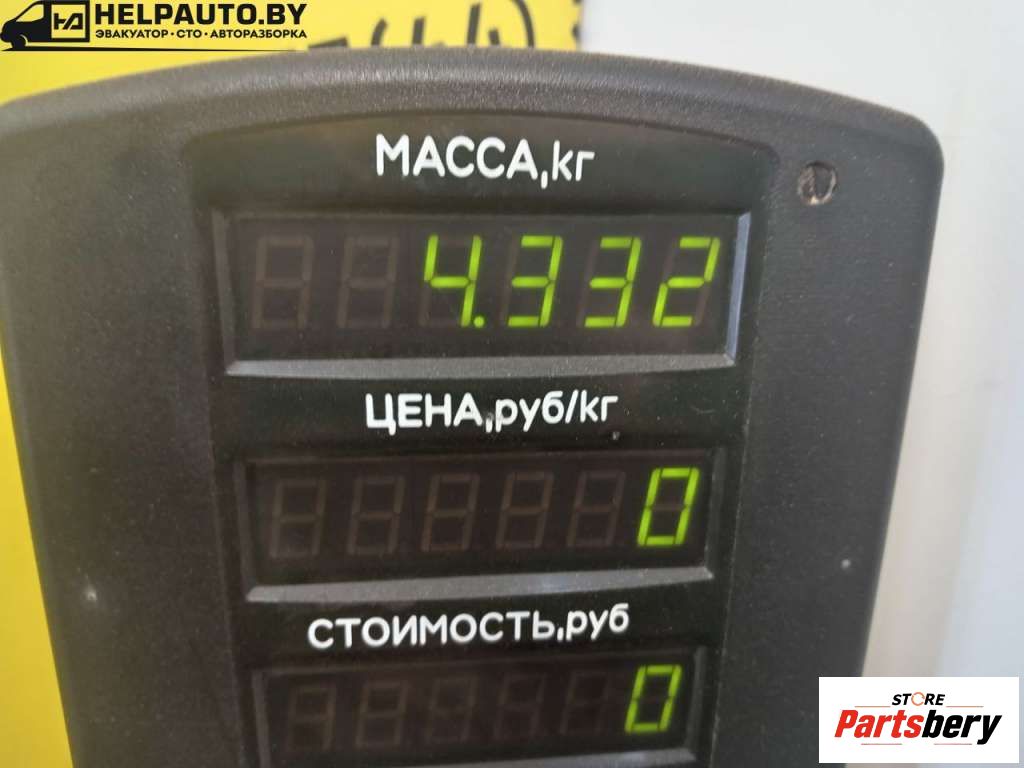 HELPAUTO.BY
ЭВАКУАТОР • СТО • АВТОРАЗБОРКА
МАССА,кг
4.332
ЦЕНА,руб/кг
0
СТОИМОСТЬ,руб
0
STORE
Partsbery